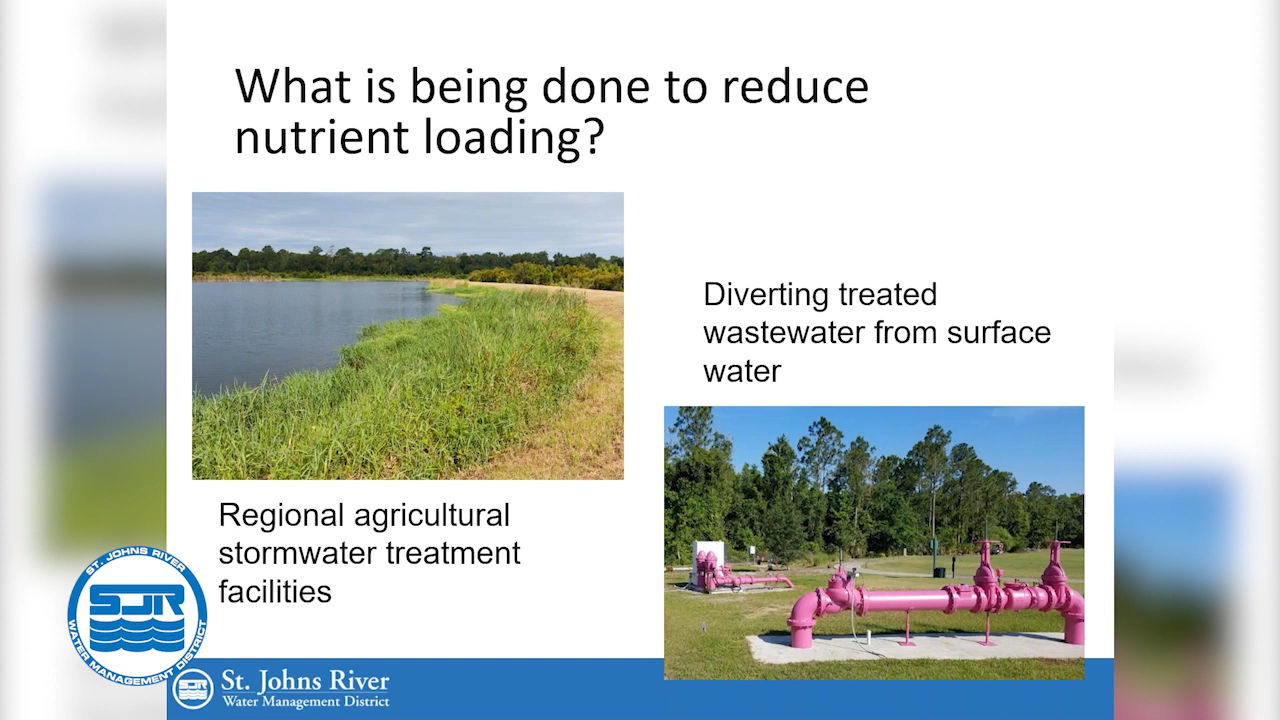 What is being done to reduce
nutrient loading?
Diverting treated
wastewater from surface
water
Regional agricultural
stormwater treatment
facilities
ST. JOHNS RIVER
SJR
WATER MANAGEMENT DISTRICT
St. Johns River
Water Management District